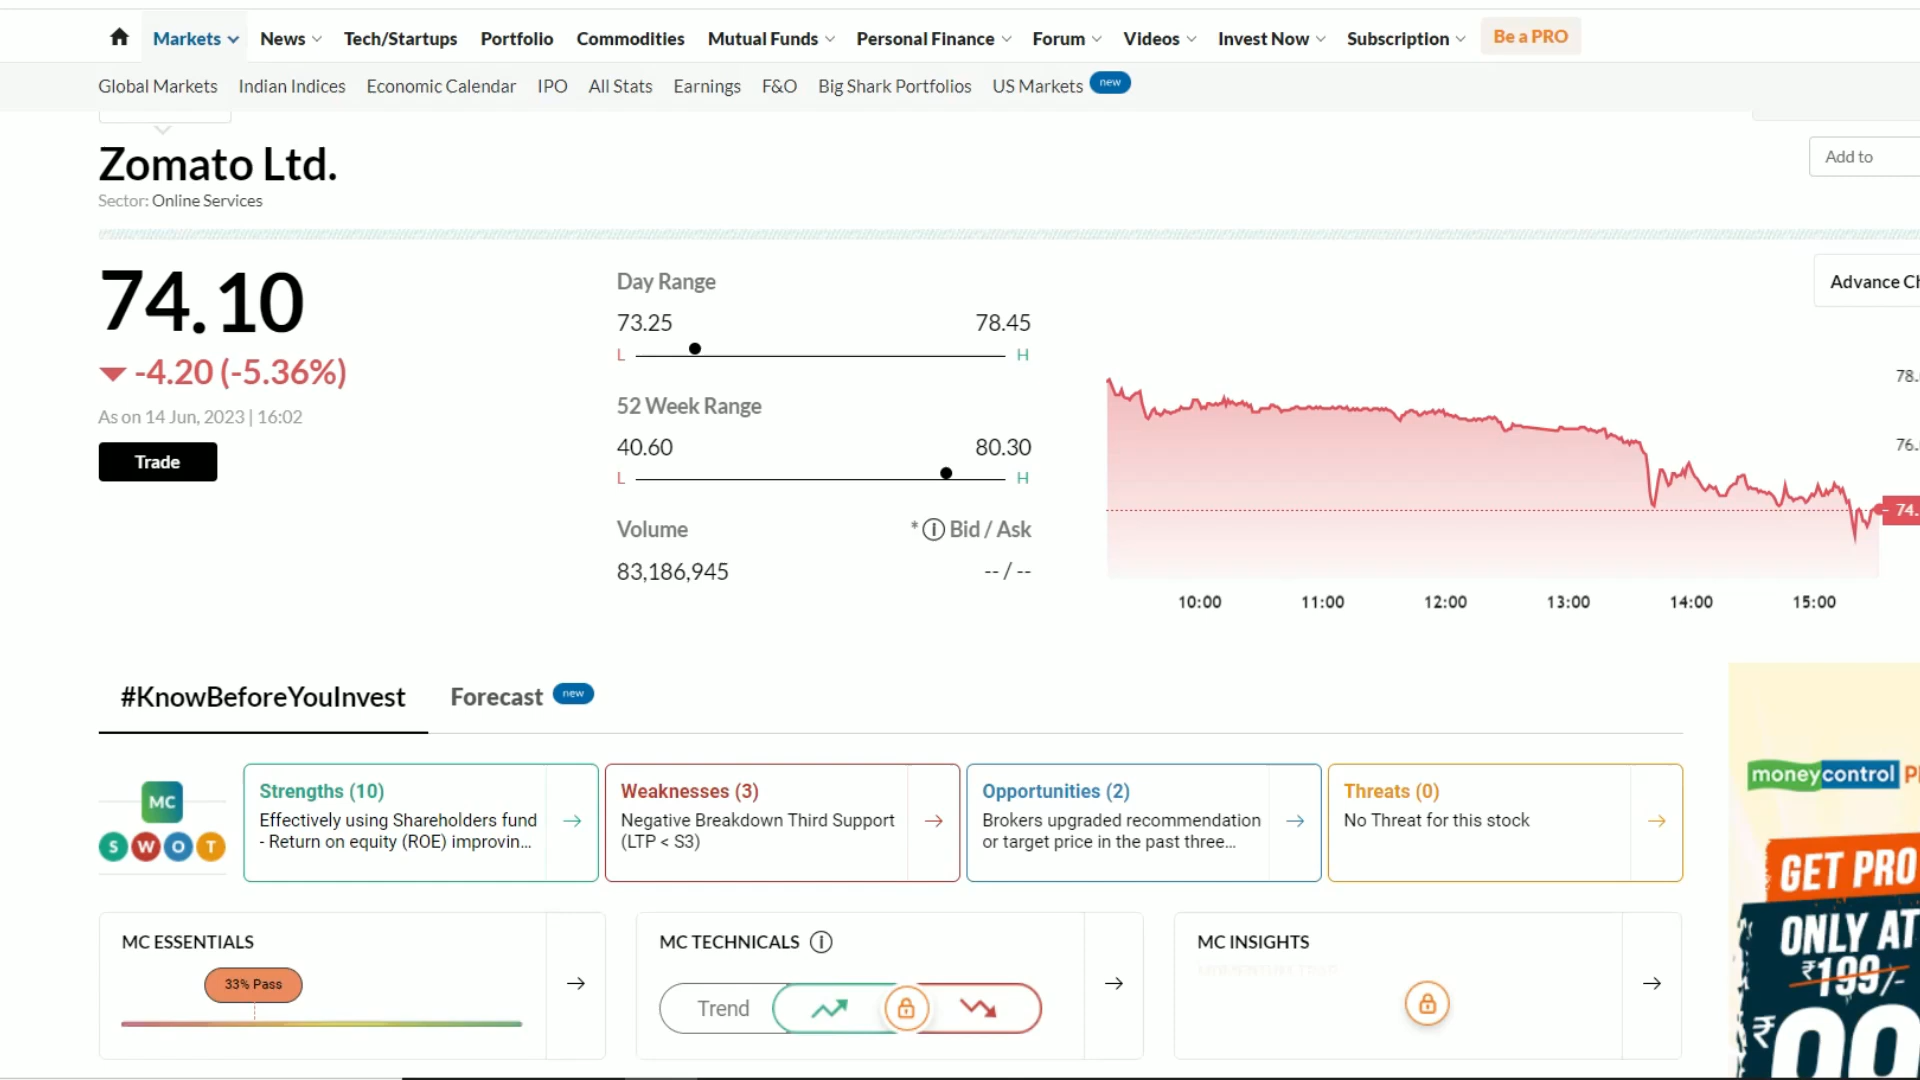 Markets News Tech/Startups Portfolio Commodities Mutual Funds Personal Finance Forum Videos Invest Now Subscription Be a PRO
Global Markets Indian Indices Economic Calendar IPO All Stats Earnings F&O Big Shark Portfolios US Markets new
Zomato Ltd.
Add to
Sector: Online Services
74.10
-4.20 (-5.36%)
As on 14 Jun, 2023 | 16:02
Trade
Day Range
73.25 78.45
L H
52 Week Range
40.60 80.30
L H
Volume * i Bid / Ask
83,186,945 -- / --
Advance Ch
78.
76.
74.
10:00 11:00 12:00 13:00 14:00 15:00
#KnowBeforeYouInvest Forecast new
MC
S W O T
Strengths (10)
Effectively using Shareholders fund
- Return on equity (ROE) improvin...
Weaknesses (3)
Negative Breakdown Third Support
(LTP < S3)
Opportunities (2)
Brokers upgraded recommendation
or target price in the past three...
Threats (0)
No Threat for this stock
MC ESSENTIALS
33% Pass
MC TECHNICALS i
Trend
MC INSIGHTS
moneycontrol P
GET PRO
ONLY AT
₹199/-
₹